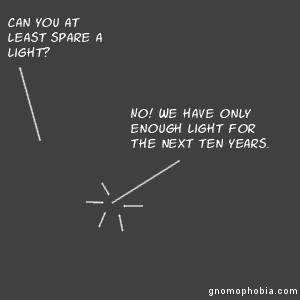 CAN YOU AT
LEAST SPARE A
LIGHT?
NO! WE HAVE ONLY
ENOUGH LIGHT FOR
THE NEXT TEN YEARS.
gnomophobia.com